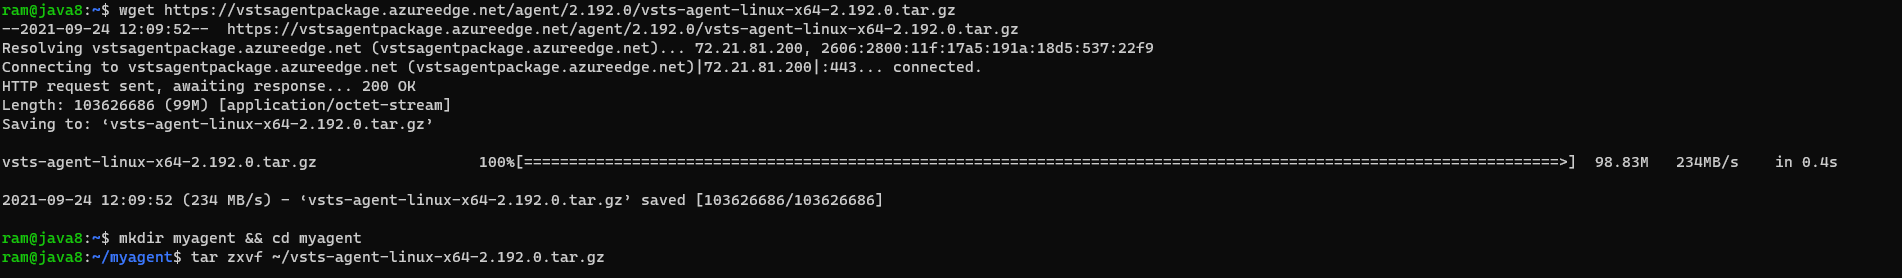 ram@java8:~$ wget https://vstsagentpackage.azureedge.net/agent/2.192.0/vsts-agent-linux-x64-2.192.0.tar.gz
--2021-09-24 12:09:52--  https://vstsagentpackage.azureedge.net/agent/2.192.0/vsts-agent-linux-x64-2.192.0.tar.gz
Resolving vstsagentpackage.azureedge.net (vstsagentpackage.azureedge.net)... 72.21.81.200, 2606:2800:11f:17a5:191a:18d5:537:22f9
Connecting to vstsagentpackage.azureedge.net (vstsagentpackage.azureedge.net)|72.21.81.200|:443... connected.
HTTP request sent, awaiting response... 200 OK
Length: 103626686 (99M) [application/octet-stream]
Saving to: ‘vsts-agent-linux-x64-2.192.0.tar.gz’
vsts-agent-linux-x64-2.192.0.tar.gz 100%[===================================================================================================================>] 98.83M 234MB/s in 0.4s
2021-09-24 12:09:52 (234 MB/s) - ‘vsts-agent-linux-x64-2.192.0.tar.gz’ saved [103626686/103626686]
ram@java8:~$ mkdir myagent && cd myagent
ram@java8:~/myagent$ tar zxvf ~/vsts-agent-linux-x64-2.192.0.tar.gz